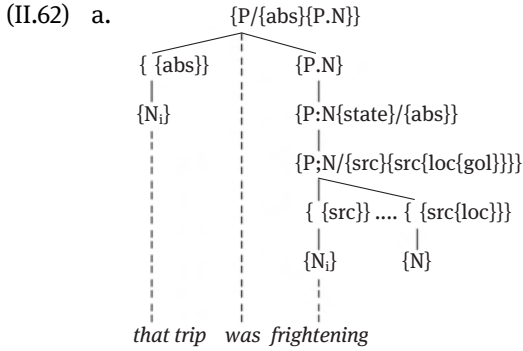 (II.62) a. {P/{abs}{P.N}}
{ {abs}} {P.N}
{Nᵢ} {P:N{state}/{abs}}
{P;N/{src}{src{loc{gol}}}}
{ {src}} .... { {src{loc}}}
{Nᵢ} {N}
that trip was frightening